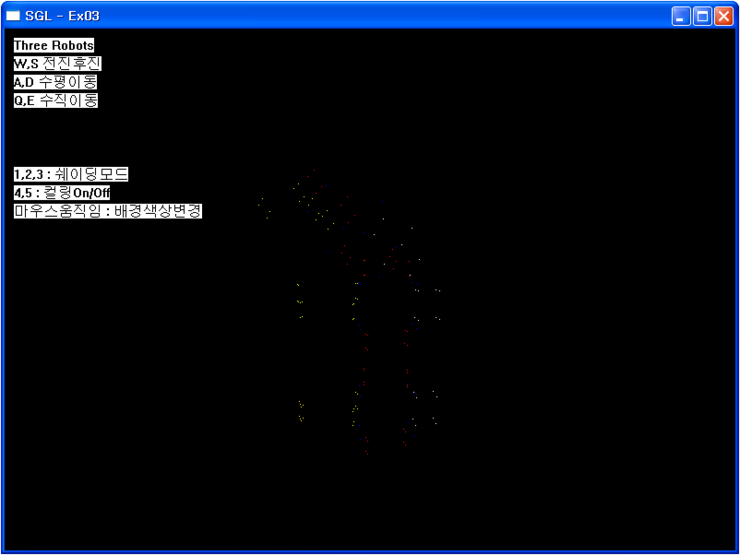 SGL - Ex03
Three Robots
W,S 전진후진
A,D 수평이동
Q,E 수직이동
1,2,3 : 쉐이딩모드
4,5 : 컬링On/Off
마우스움직임 : 배경색상변경